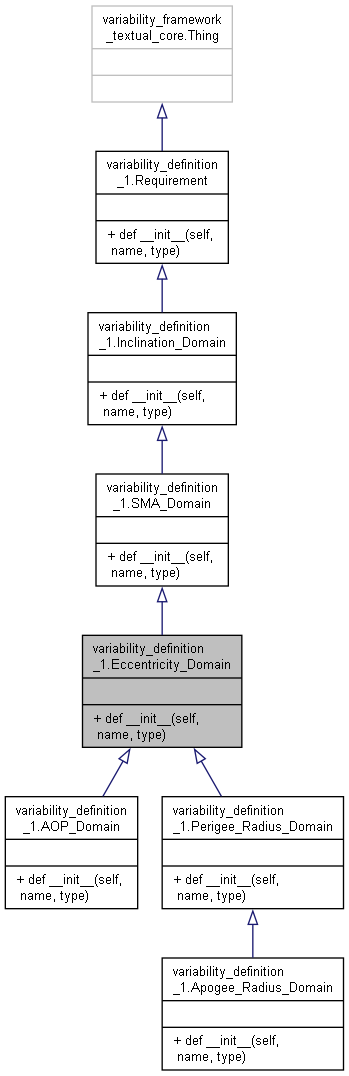 variability_framework
_textual_core.Thing
variability_definition
_1.Requirement
+ def __init__(self,
name, type)
variability_definition
_1.Inclination_Domain
+ def __init__(self,
name, type)
variability_definition
_1.SMA_Domain
+ def __init__(self,
name, type)
variability_definition
_1.Eccentricity_Domain
+ def __init__(self,
name, type)
variability_definition
_1.AOP_Domain
+ def __init__(self,
name, type)
variability_definition
_1.Perigee_Radius_Domain
+ def __init__(self,
name, type)
variability_definition
_1.Apogee_Radius_Domain
+ def __init__(self,
name, type)